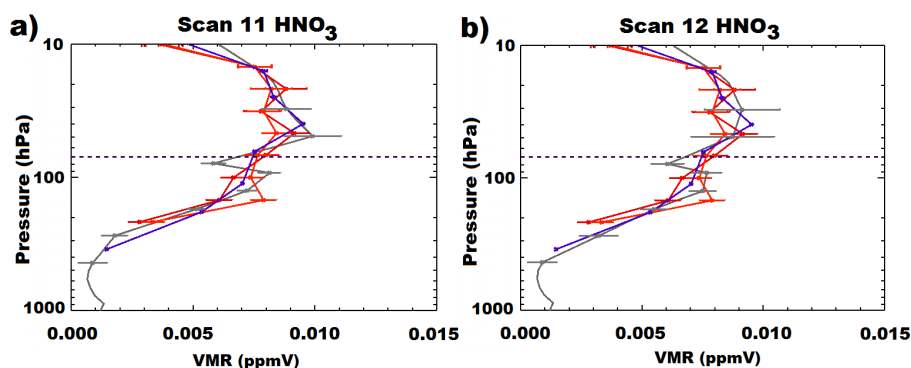 a) Scan 11 HNO3
10
100
1000
Pressure (hPa)
0.000 0.005 0.010 0.015
VMR (ppmV)
b) Scan 12 HNO3
10
100
1000
Pressure (hPa)
0.000 0.005 0.010 0.015
VMR (ppmV)